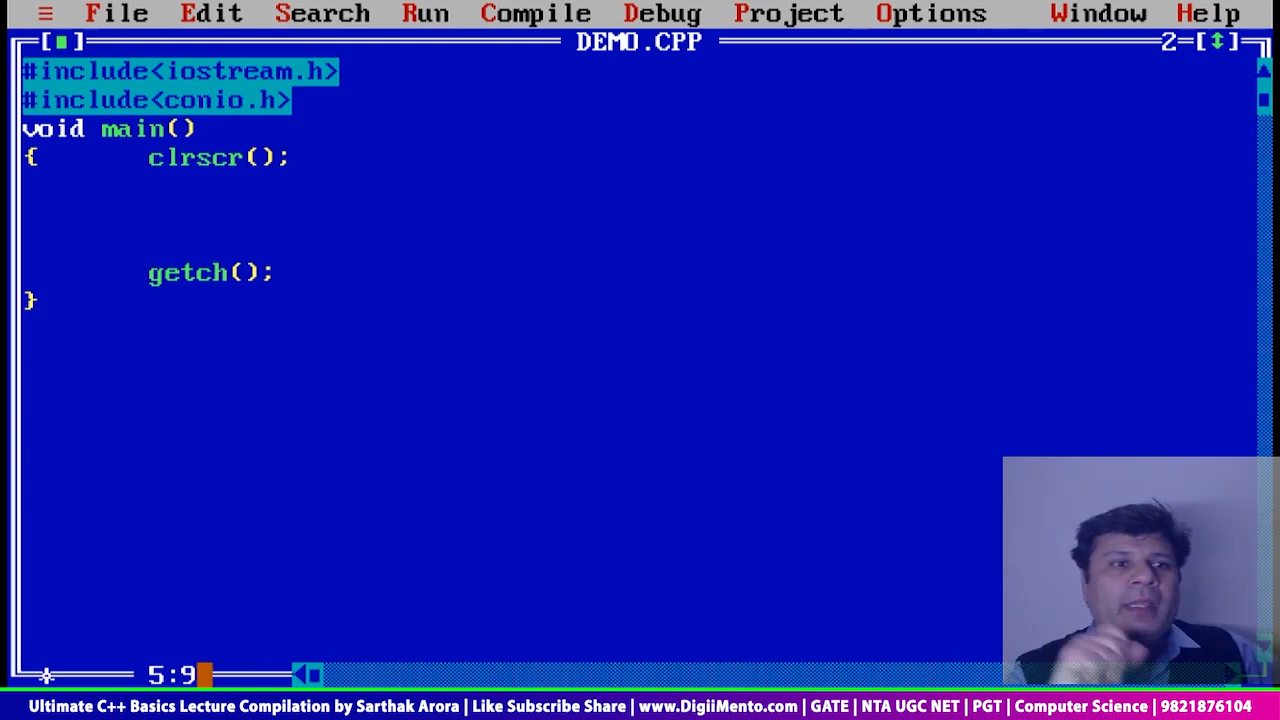 ≡ File Edit Search Run Compile Debug Project Options Window Help
[■] DEMO.CPP 2=[↕]
#include<iostream.h>
#include<conio.h>
void main()
{ clrscr();
getch();
}
5:9
Ultimate C++ Basics Lecture Compilation by Sarthak Arora | Like Subscribe Share | www.DigiiMento.com | GATE | NTA UGC NET | PGT | Computer Science | 9821876104